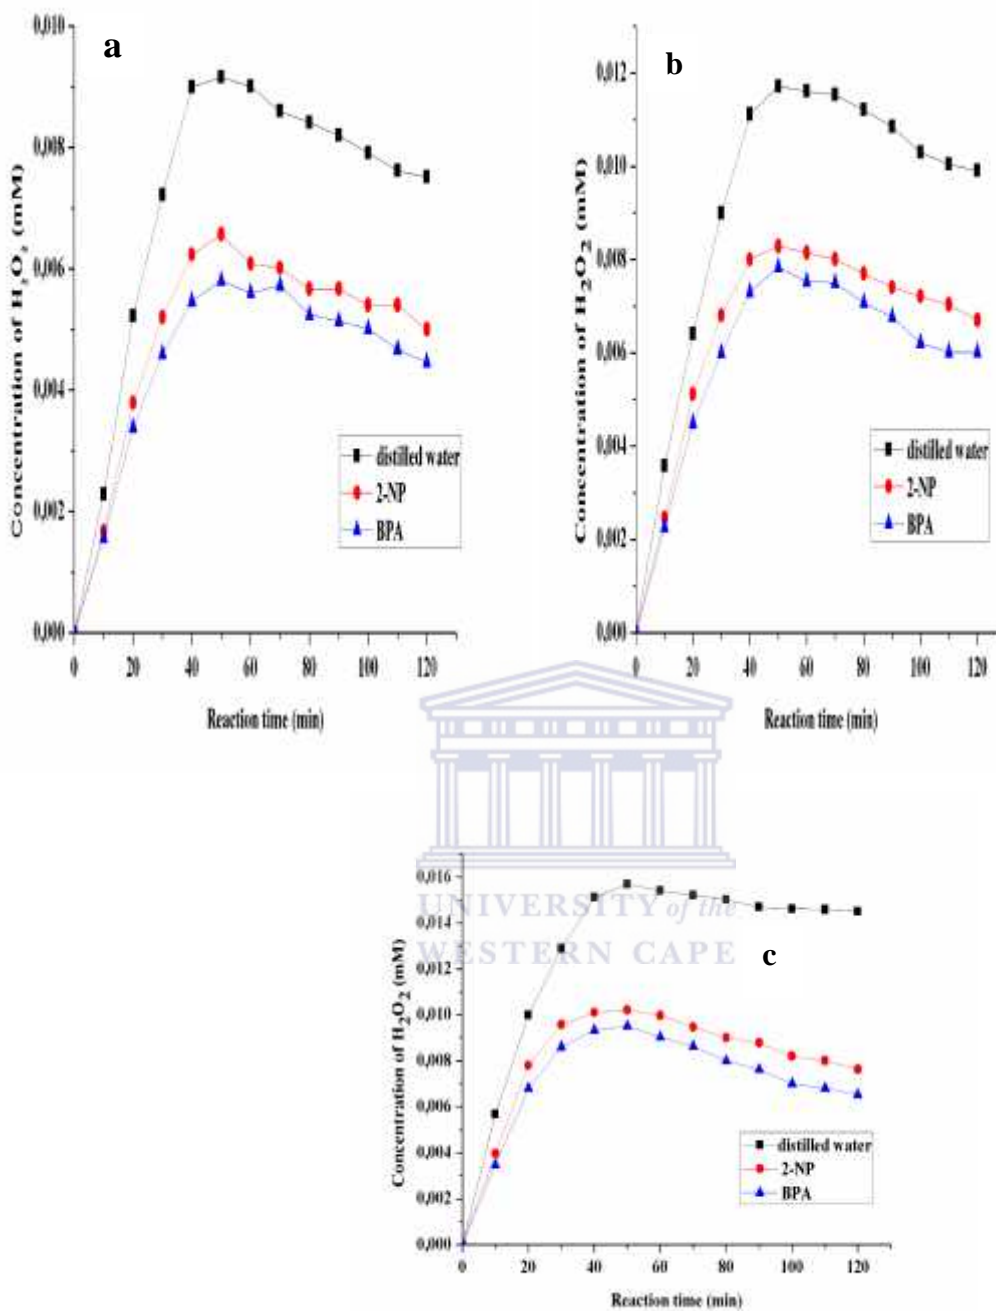 a
0,010
0,008
0,006
0,004
0,002
0,000
Concentration of H2O2 (mM)
0 20 40 60 80 100 120
Reaction time (min)
distilled water
2-NP
BPA
b
0,012
0,010
0,008
0,006
0,004
0,002
0,000
Concentration of H2O2 (mM)
0 20 40 60 80 100 120
Reaction time (min)
distilled water
2-NP
BPA
UNIVERSITY of the
WESTERN CAPE
c
0,016
0,014
0,012
0,010
0,008
0,006
0,004
0,002
0,000
Concentration of H2O2 (mM)
0 20 40 60 80 100 120
Reaction time (min)
distilled water
2-NP
BPA